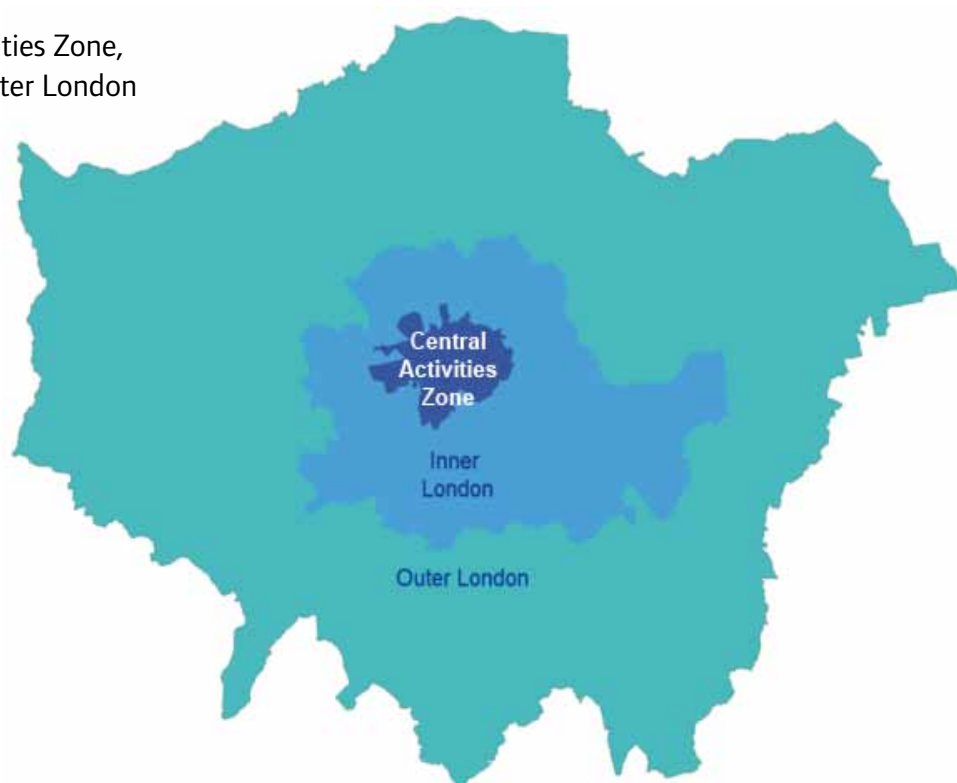 ties Zone,
ter London
Central
Activities
Zone
Inner
London
Outer London